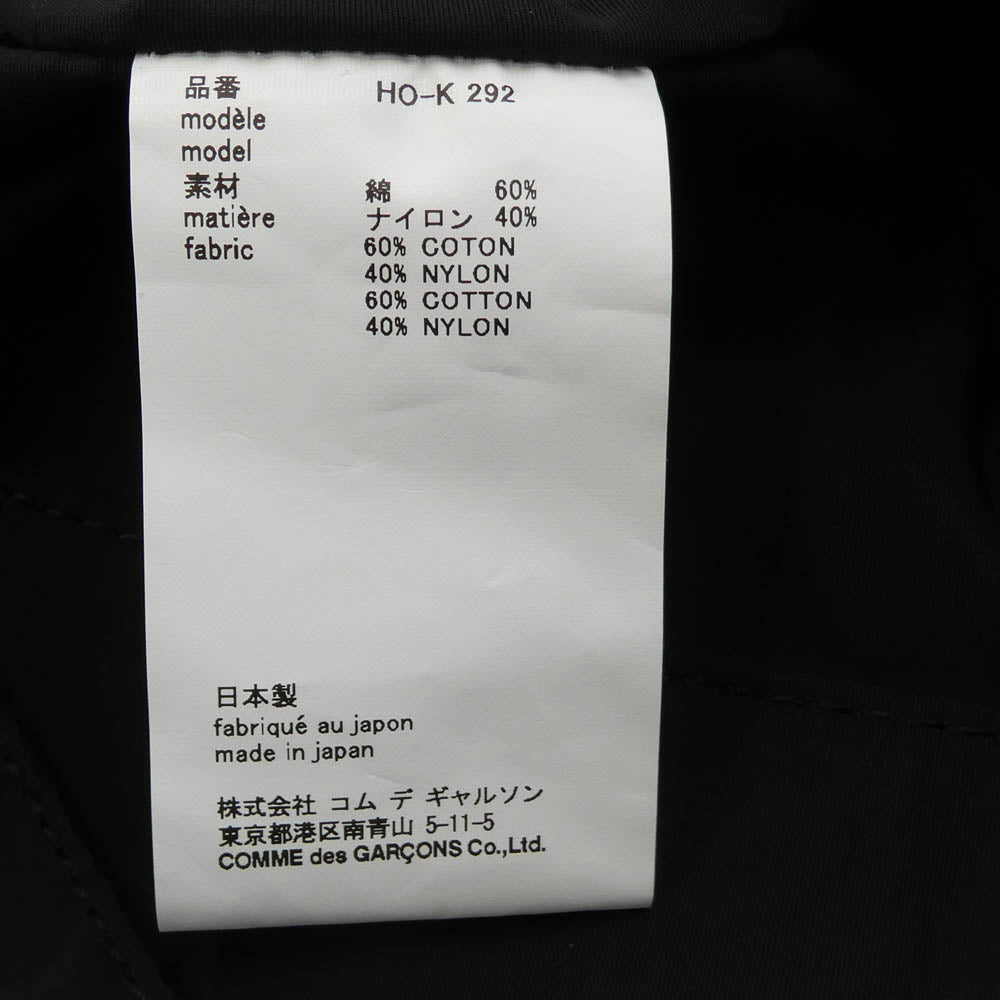 品番 HO-K 292
modèle
model
素材 綿 60%
matière ナイロン 40%
fabric 60% COTON
40% NYLON
60% COTTON
40% NYLON
日本製
fabriqué au japon
made in japan
株式会社 コム デ ギャルソン
東京都港区南青山 5-11-5
COMME des GARÇONS Co.,Ltd.